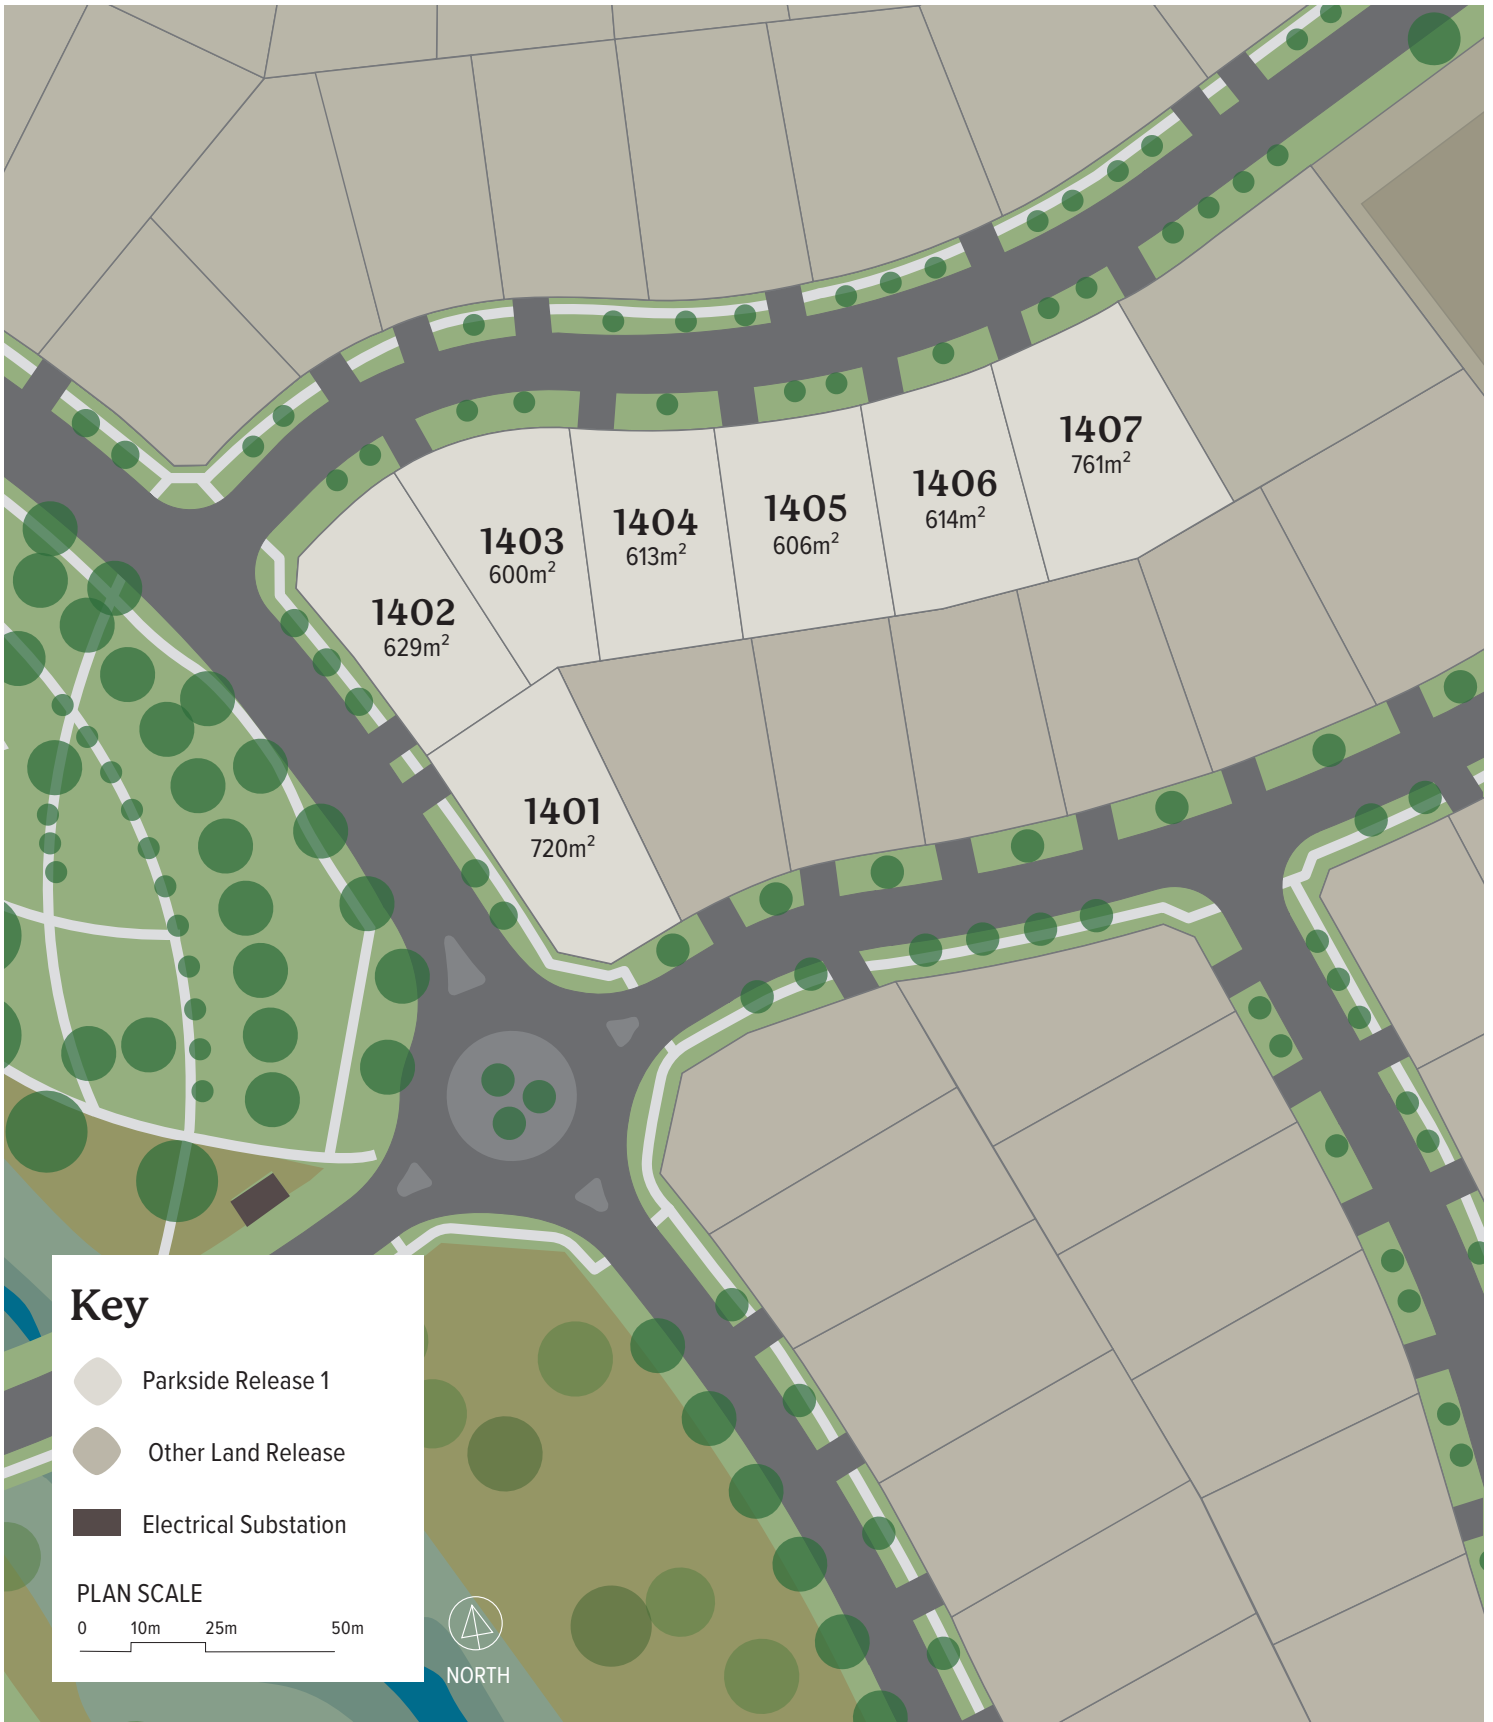 1407
761m²
1406
614m²
1405
606m²
1404
613m²
1403
600m²
1402
629m²
1401
720m²
Key
Parkside Release 1
Other Land Release
Electrical Substation
PLAN SCALE
0 10m 25m 50m
NORTH